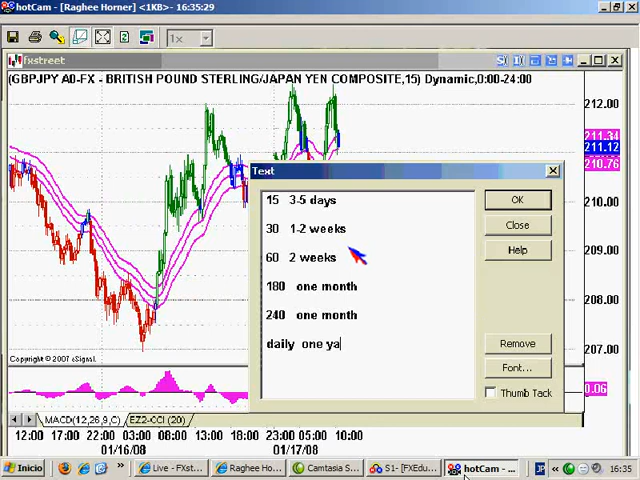 hotCam - [Raghee Horner] <1KB> - 16:35:29
1x
fxstreet
(GBPJPY A0-FX - BRITISH POUND STERLING/JAPAN YEN COMPOSITE,15) Dynamic,0:00-24:00
212.00
211.34
211.12
210.76
210.00
209.00
208.00
207.00
0.06
Text
15 3-5 days
30 1-2 weeks
60 2 weeks
180 one month
240 one month
daily one ya
OK
Close
Help
Remove
Font...
Thumb Tack
Copyright © 2007 eSignal.
MACD(12,26,9,C) EZ2-CCI (20)
12:00 22:00 03:00 08:00 13:00 18:00 23:00 05:00 10:00
01/16/08 01/17/08
Inicio
Live - FXst...
Raghee Hor...
Camtasia S...
S1- [FXEdu...
hotCam - ...
JP
16:35